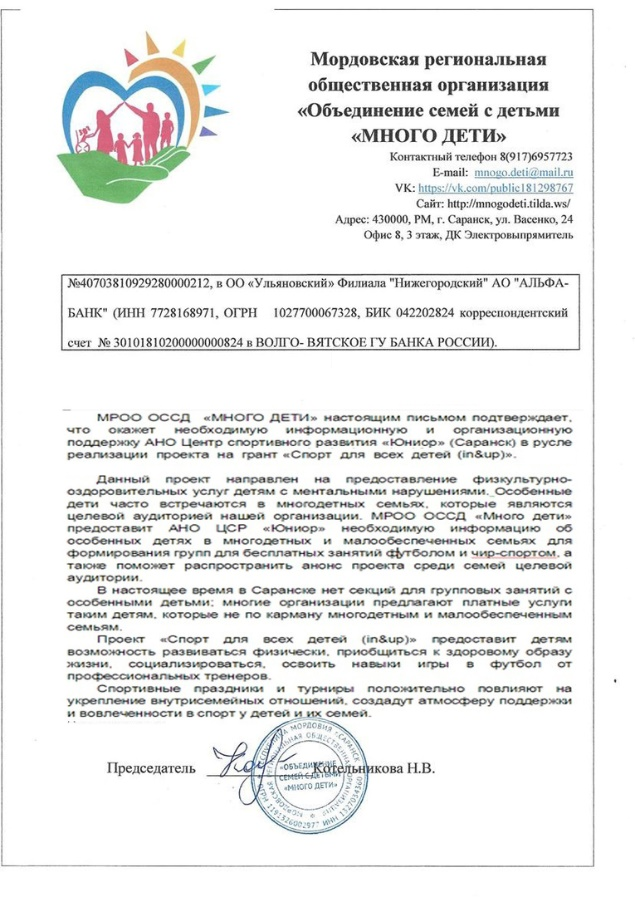 Мордовская региональная
общественная организация
«Объединение семей с детьми
«МНОГО ДЕТИ»
Контактный телефон 8(917)6957723
E-mail: mnogo.deti@mail.ru
VK: https://vk.com/public181298767
Сайт: http://mnogodeti.tilda.ws/
Адрес: 430000, РМ, г. Саранск, ул. Васенко, 24
Офис 8, 3 этаж, ДК Электровыпрямитель
№40703810929280000212, в ОО «Ульяновский» Филиала "Нижегородский" АО "АЛЬФА-
БАНК" (ИНН 7728168971, ОГРН 1027700067328, БИК 042202824 корреспондентский
счет № 30101810200000000824 в ВОЛГО- ВЯТСКОЕ ГУ БАНКА РОССИИ).
МРОО ОССД «МНОГО ДЕТИ» настоящим письмом подтверждает,
что окажет необходимую информационную и организационную
поддержку АНО Центр спортивного развития «Юниор» (Саранск) в русле
реализации проекта на грант «Спорт для всех детей (in&up)».
Данный проект направлен на предоставление физкультурно-
оздоровительных услуг детям с ментальными нарушениями. Особенные
дети часто встречаются в многодетных семьях, которые являются
целевой аудиторией нашей организации. МРОО ОССД «Много дети»
предоставит АНО ЦСР «Юниор» необходимую информацию об
особенных детях в многодетных и малообеспеченных семьях для
формирования групп для бесплатных занятий футболом и чир-спортом, а
также поможет распространить анонс проекта среди семей целевой
аудитории.
В настоящее время в Саранске нет секций для групповых занятий с
особенными детьми; многие организации предлагают платные услуги
таким детям, которые не по карману многодетным и малообеспеченным
семьям.
Проект «Спорт для всех детей (in&up)» предоставит детям
возможность развиваться физически, приобщиться к здоровому образу
жизни, социализироваться, освоить навыки игры в футбол от
профессиональных тренеров.
Спортивные праздники и турниры положительно повлияют на
укрепление внутрисемейных отношений, создадут атмосферу поддержки
и вовлеченности в спорт у детей и их семей.
Председатель Котельникова Н.В.
«ОБЪЕДИНЕНИЕ
СЕМЕЙ С ДЕТЬМИ
«МНОГО ДЕТИ»